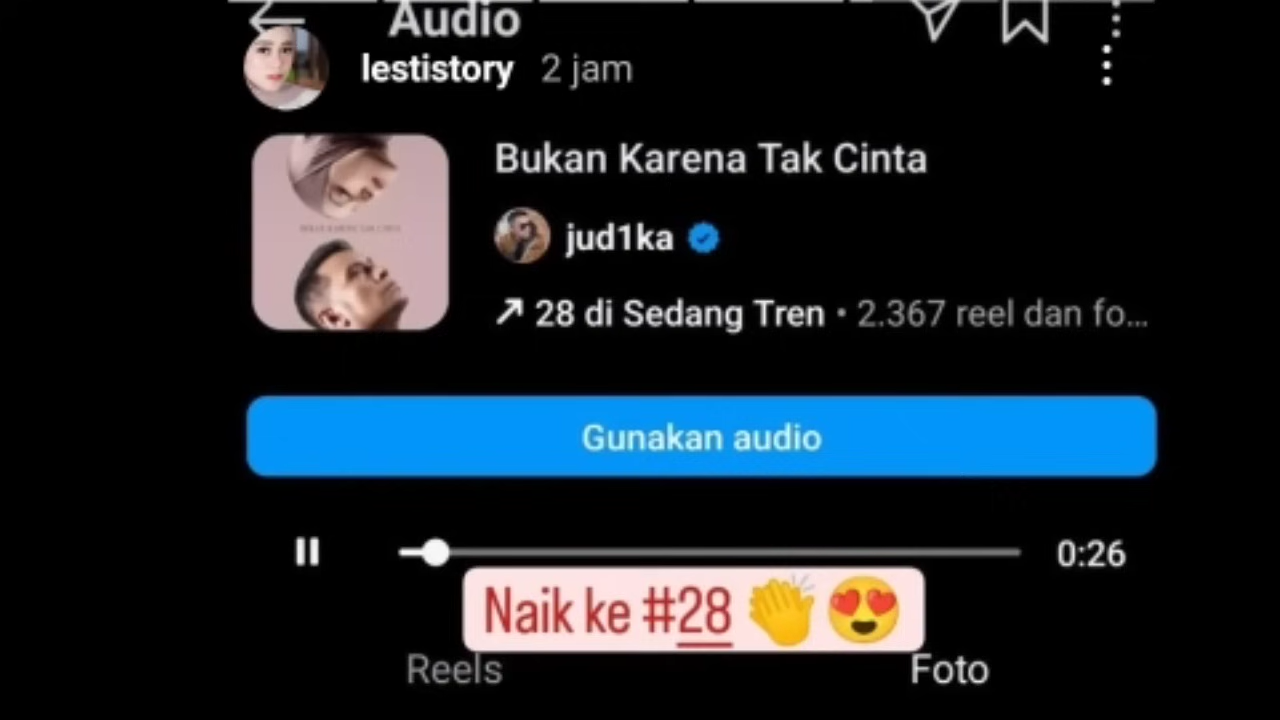 Audio
lestistory 2 jam
Bukan Karena Tak Cinta
jud1ka
28 di Sedang Tren • 2.367 reel dan fo...
Gunakan audio
0:26
Naik ke #28 👏😍
Reels
Foto